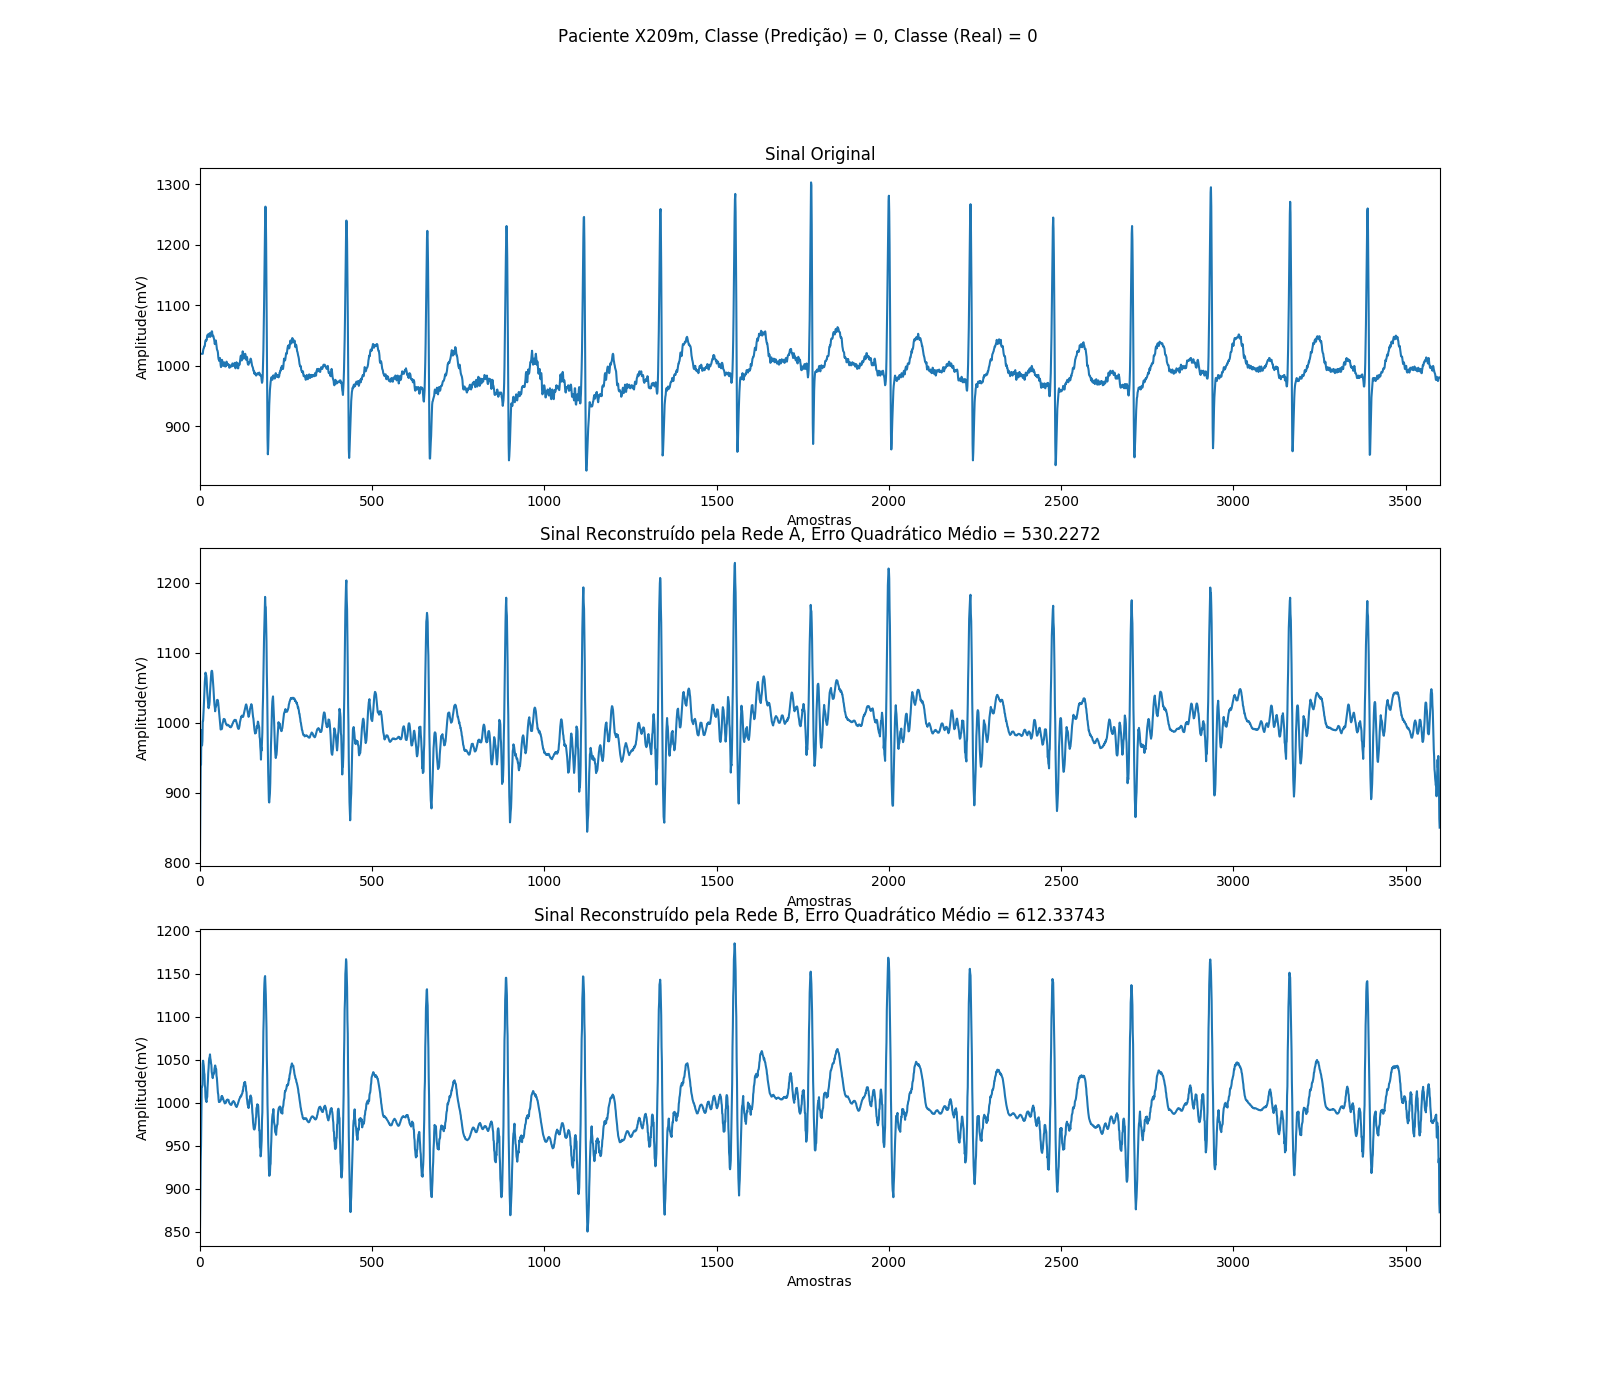 Paciente X209m, Classe (Predição) = 0, Classe (Real) = 0
Sinal Original
1300
1200
1100
1000
900
Amplitude(mV)
0 500 1000 1500 2000 2500 3000 3500
Amostras
Sinal Reconstruído pela Rede A, Erro Quadrático Médio = 530.2272
1200
1100
1000
900
800
Amplitude(mV)
0 500 1000 1500 2000 2500 3000 3500
Amostras
Sinal Reconstruído pela Rede B, Erro Quadrático Médio = 612.33743
1200
1150
1100
1050
1000
950
900
850
Amplitude(mV)
0 500 1000 1500 2000 2500 3000 3500
Amostras